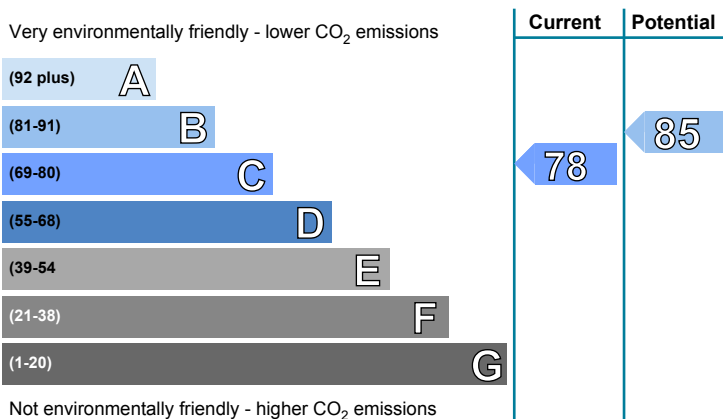 Current Potential
Very environmentally friendly - lower CO2 emissions
(92 plus) A
(81-91) B
85
(69-80) C
78
(55-68) D
(39-54 E
(21-38) F
(1-20) G
Not environmentally friendly - higher CO2 emissions